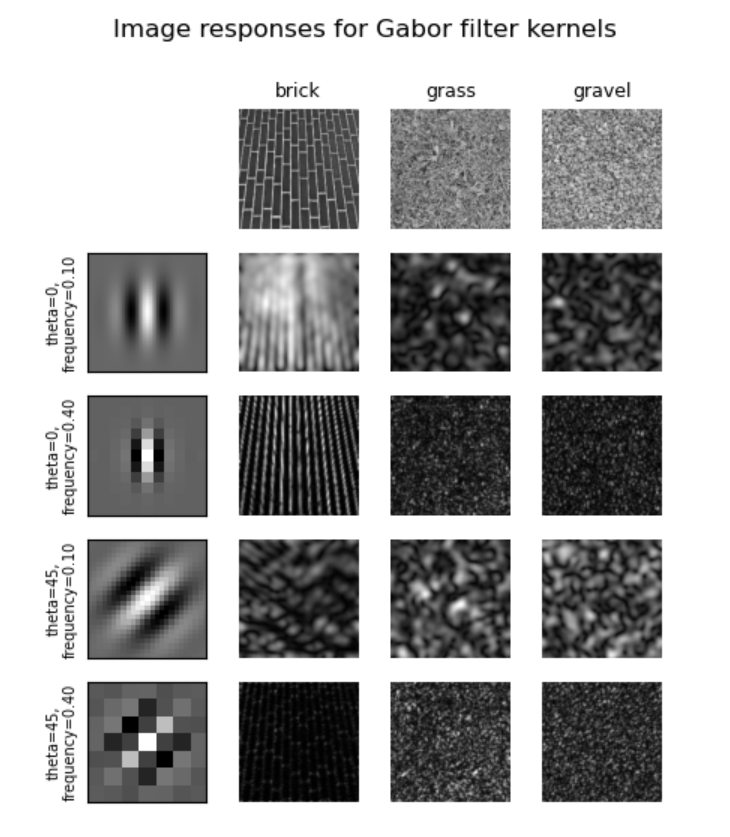 Image responses for Gabor filter kernels
brick
grass
gravel
theta=0,
frequency=0.10
theta=0,
frequency=0.40
theta=45,
frequency=0.10
theta=45,
frequency=0.40